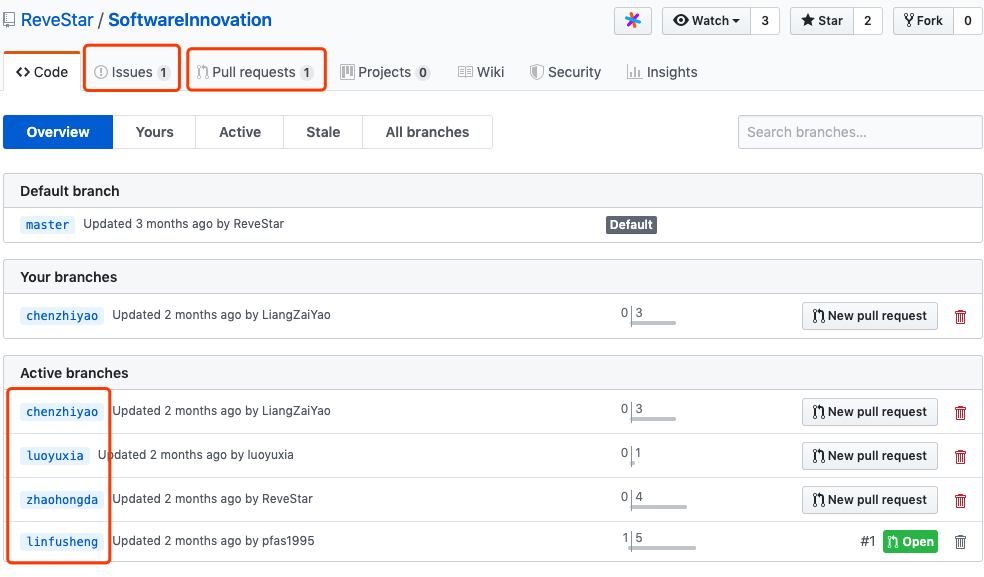 ReveStar / SoftwareInnovation
Watch 3 Star 2 Fork 0
Code Issues 1 Pull requests 1 Projects 0 Wiki Security Insights
Overview Yours Active Stale All branches Search branches...
Default branch
master Updated 3 months ago by ReveStar Default
Your branches
chenzhiyao Updated 2 months ago by LiangZaiYao 0 3 New pull request
Active branches
chenzhiyao Updated 2 months ago by LiangZaiYao 0 3 New pull request
luoyuxia Updated 2 months ago by luoyuxia 0 1 New pull request
zhaohongda Updated 2 months ago by ReveStar 0 4 New pull request
linfusheng Updated 2 months ago by pfas1995 1 5 #1 Open